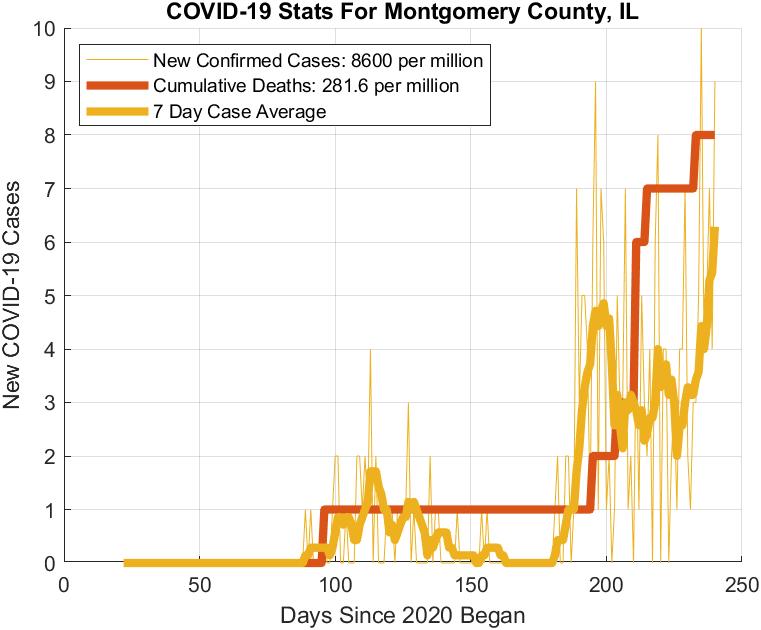 COVID-19 Stats For Montgomery County, IL
New Confirmed Cases: 8600 per million
Cumulative Deaths: 281.6 per million
7 Day Case Average
New COVID-19 Cases
10
9
8
7
6
5
4
3
2
1
0
0 50 100 150 200 250
Days Since 2020 Began